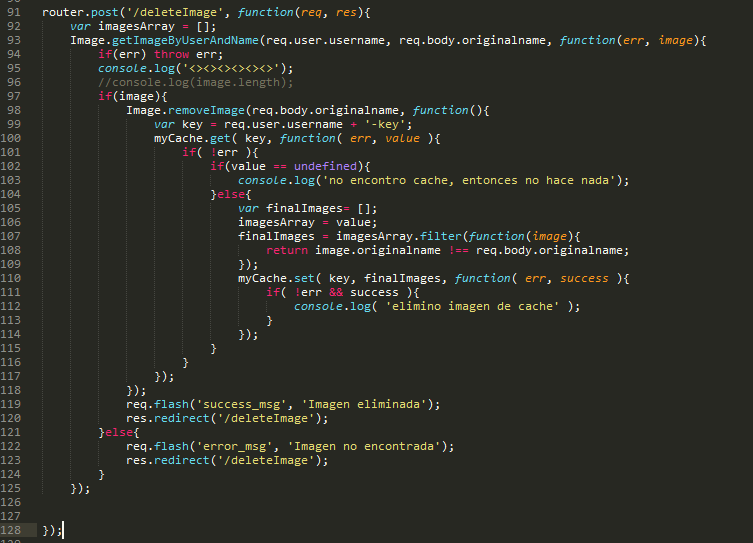 91 router.post('/deleteImage', function(req, res){
92 var imagesArray = [];
93 Image.getImageByUserAndName(req.user.username, req.body.originalname, function(err, image){
94 if(err) throw err;
95 console.log('<><><><><><>');
96 //console.log(image.length);
97 if(image){
98 Image.removeImage(req.body.originalname, function(){
99 var key = req.user.username + '-key';
100 myCache.get( key, function( err, value ){
101 if( !err ){
102 if(value == undefined){
103 console.log('no encontro cache, entonces no hace nada');
104 }else{
105 var finalImages= [];
106 imagesArray = value;
107 finalImages = imagesArray.filter(function(image){
108 return image.originalname !== req.body.originalname;
109 });
110 myCache.set( key, finalImages, function( err, success ){
111 if( !err && success ){
112 console.log( 'elimino imagen de cache' );
113 }
114 });
115 }
116 }
117 });
118 });
119 req.flash('success_msg', 'Imagen eliminada');
120 res.redirect('/deleteImage');
121 }else{
122 req.flash('error_msg', 'Imagen no encontrada');
123 res.redirect('/deleteImage');
124 }
125 });
126
127
128 });